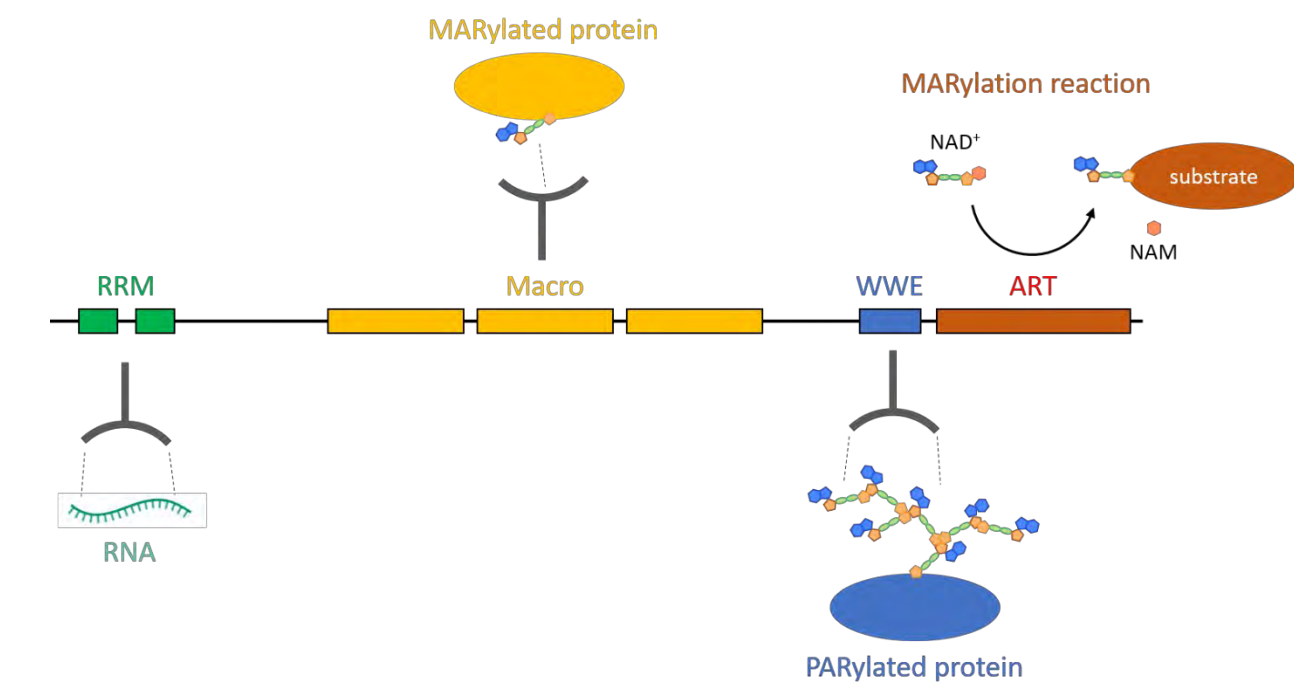 MARylated protein
MARylation reaction
NAD⁺
substrate
NAM
RRM
Macro
WWE
ART
RNA
PARylated protein